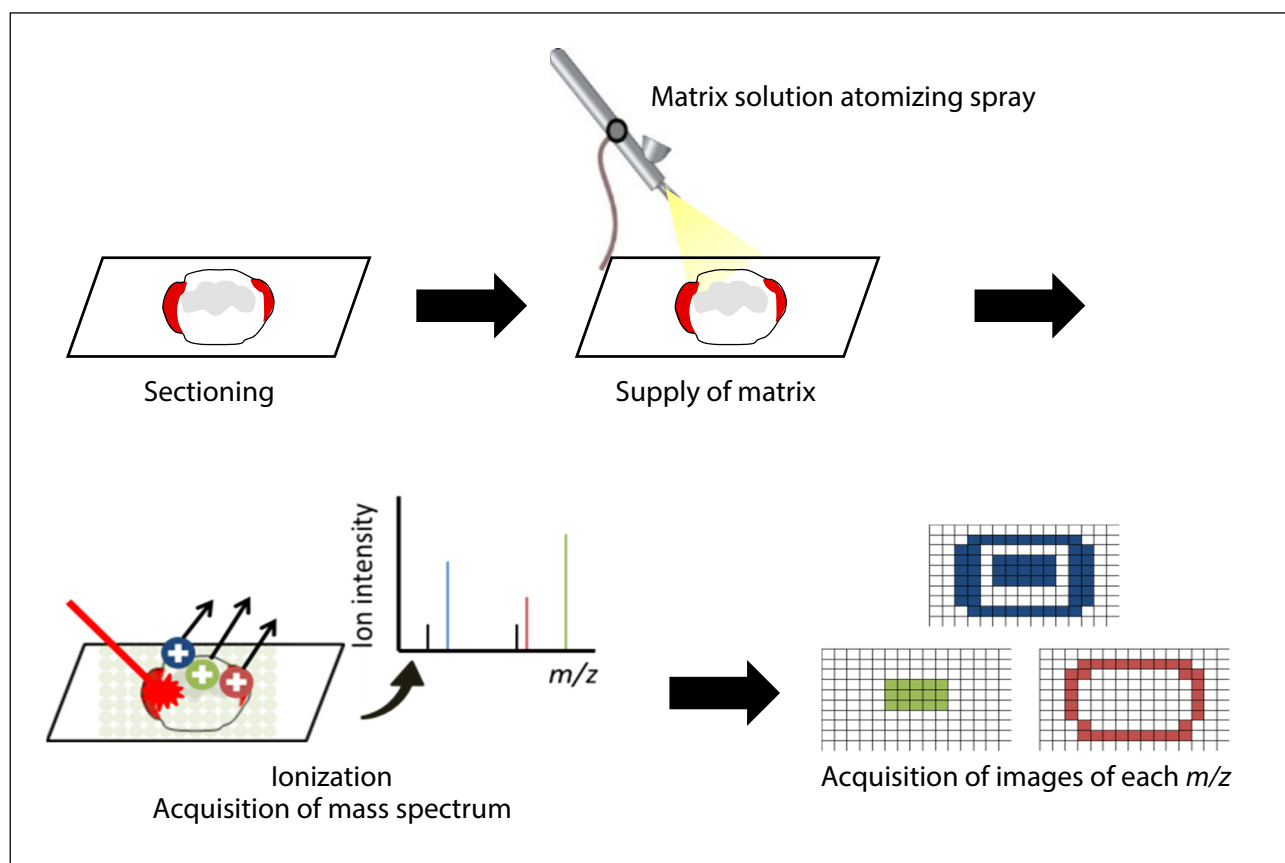 Matrix solution atomizing spray
Sectioning
Supply of matrix
Ion intensity
m/z
Ionization
Acquisition of mass spectrum
Acquisition of images of each m/z